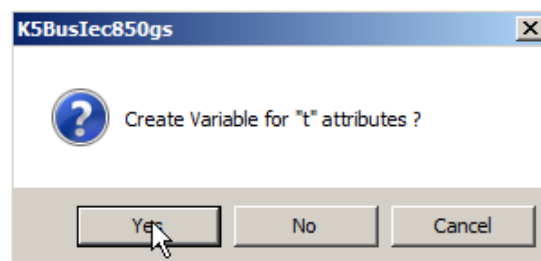 K5BusIec850gs
Create Variable for "t" attributes ?
Yes
No
Cancel